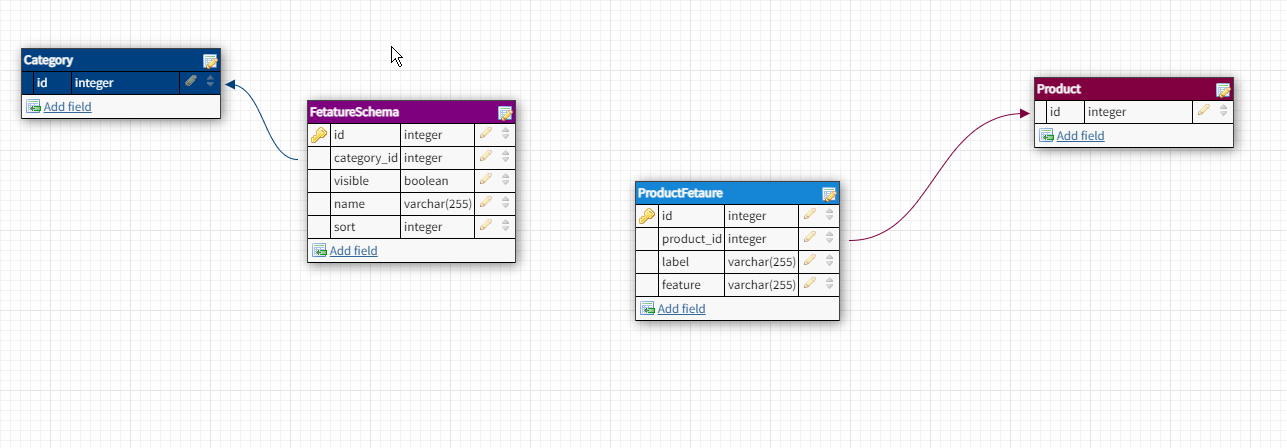 Category
id integer
Add field
FetatureSchema
id integer
category_id integer
visible boolean
name varchar(255)
sort integer
Add field
ProductFetaure
id integer
product_id integer
label varchar(255)
feature varchar(255)
Add field
Product
id integer
Add field